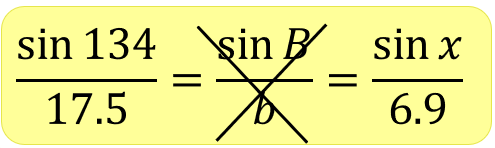 sin 134 / 17.5 = sin B / b = sin x / 6.9